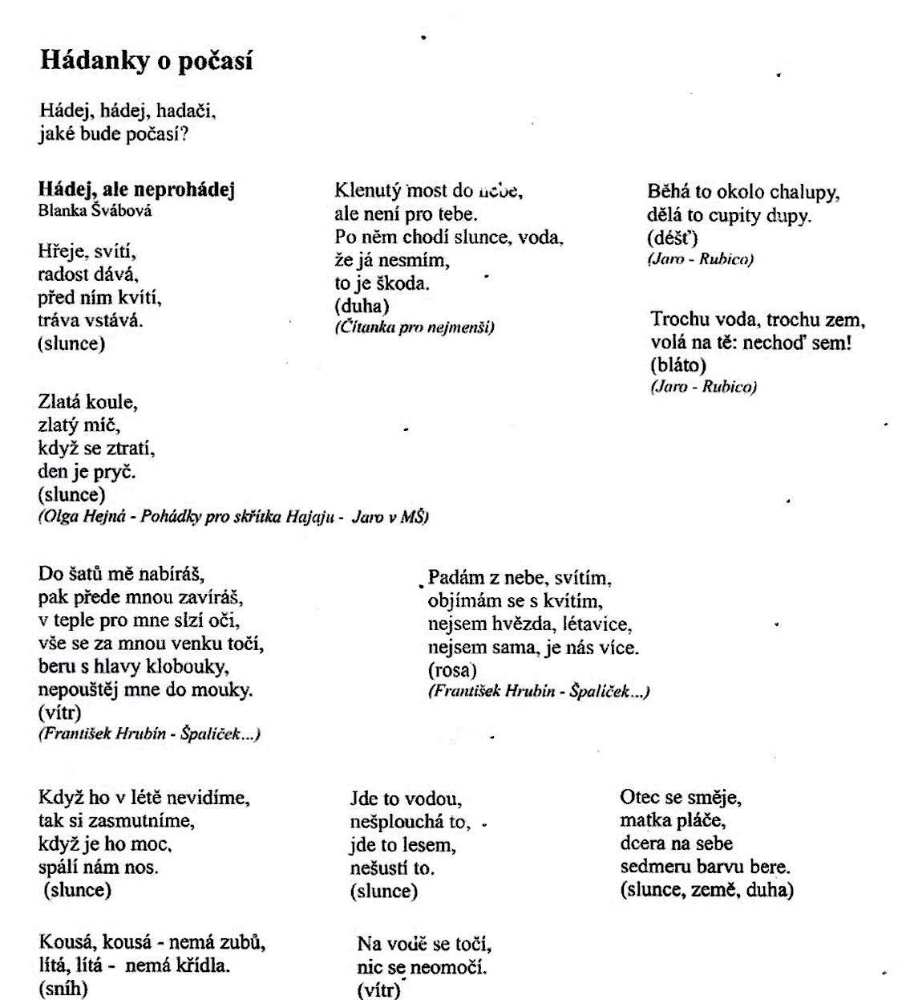 Hádanky o počasí
Hádej, hádej, hadači,
jaké bude počasí?
Hádej, ale neprohádej
Blanka Švábová
Hřeje, svítí,
radost dává,
před ním kvítí,
tráva vstává.
(slunce)
Klenutý most do nebe,
ale není pro tebe.
Po něm chodí slunce, voda,
že já nesmím,
to je škoda.
(duha)
(Čítanka pro nejmenší)
Běhá to okolo chalupy,
dělá to cupity dupy.
(déšť)
(Jaro - Rubico)
Trochu voda, trochu zem,
volá na tě: nechoď sem!
(bláto)
(Jaro - Rubico)
Zlatá koule,
zlatý míč,
když se ztratí,
den je pryč.
(slunce)
(Olga Hejná - Pohádky pro skřítka Hajaju - Jaro v MŠ)
Do šatů mě nabíráš,
pak přede mnou zavíráš,
v teple pro mne slzí oči,
vše se za mnou venku točí,
beru s hlavy klobouky,
nepouštěj mne do mouky.
(vítr)
(František Hrubín - Špalíček...)
Padám z nebe, svítím,
objímám se s kvítím,
nejsem hvězda, létavice,
nejsem sama, je nás více.
(rosa)
(František Hrubín - Špalíček...)
Když ho v létě nevidíme,
tak si zasmutníme,
když je ho moc,
spálí nám nos.
(slunce)
Jde to vodou,
nešplouchá to,
jde to lesem,
nešustí to.
(slunce)
Otec se směje,
matka pláče,
dcera na sebe
sedmeru barvu bere.
(slunce, země, duha)
Kousá, kousá - nemá zubů,
lítá, lítá - nemá křídla.
(sníh)
Na vodě se točí,
nic se neomočí.
(vítr)